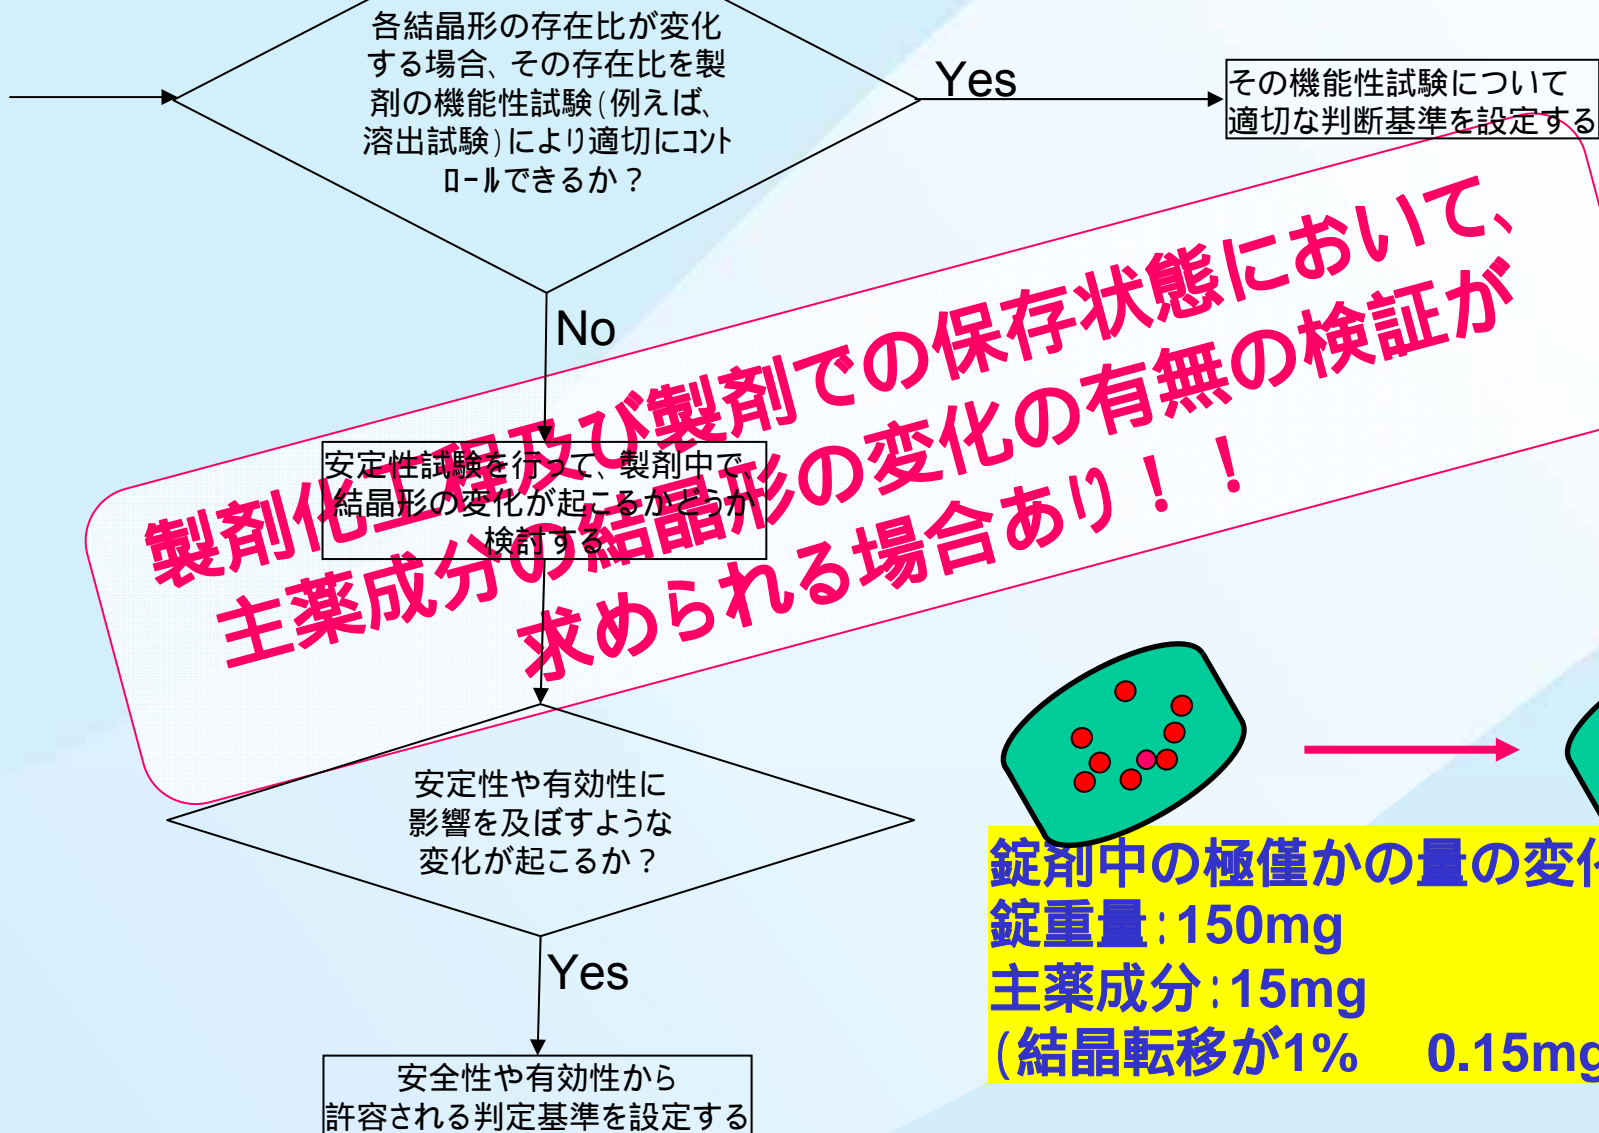 各結晶形の存在比が変化
する場合、その存在比を製
剤の機能性試験(例えば、
溶出試験)により適切にコント
ロールできるか？
Yes
その機能性試験について
適切な判断基準を設定する
No
製剤化工程及び製剤での保存状態において、
主薬成分の結晶形の変化の有無の検証が
求められる場合あり！！
安定性試験を行って、製剤中で、
結晶形の変化が起こるかどうか
検討する
安定性や有効性に
影響を及ぼすような
変化が起こるか？
Yes
安全性や有効性から
許容される判定基準を設定する
錠剤中の極僅かの量の変化
錠重量:150mg
主薬成分:15mg
(結晶転移が1% 0.15mg